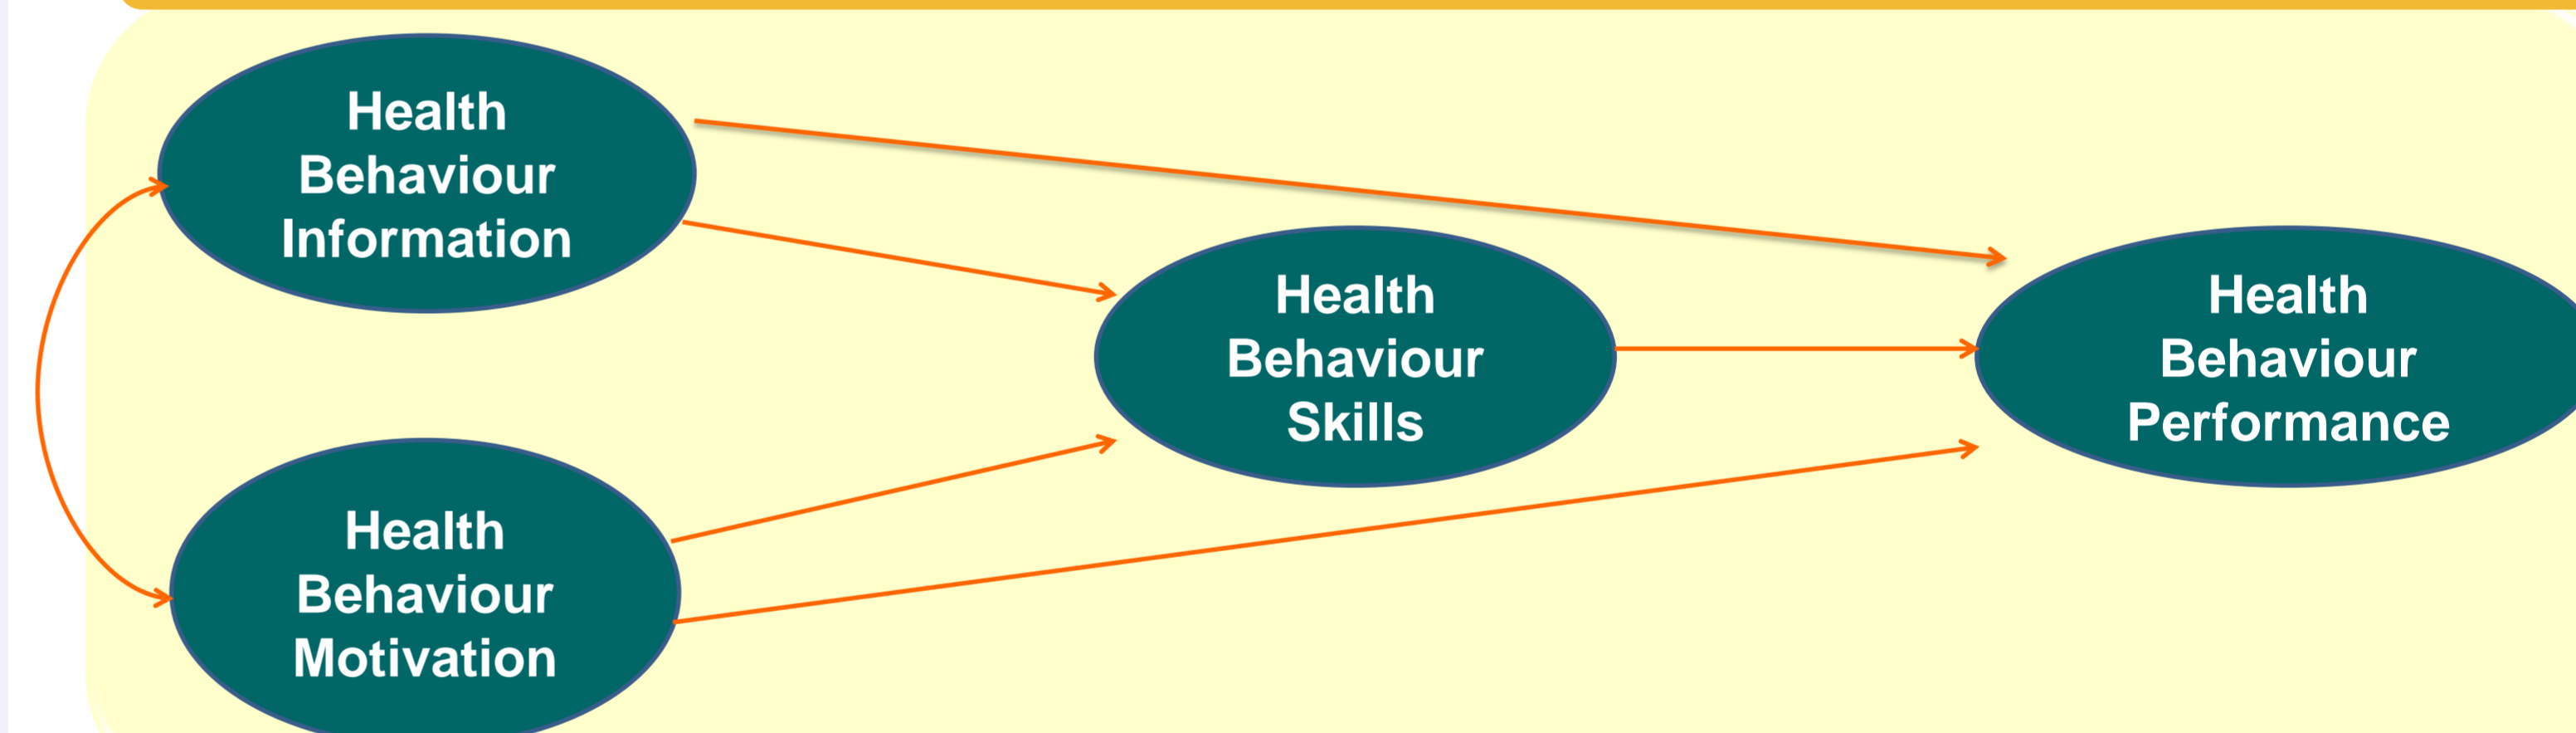 Health
Behaviour
Information
Health
Behaviour
Motivation
Health
Behaviour
Skills
Health
Behaviour
Performance